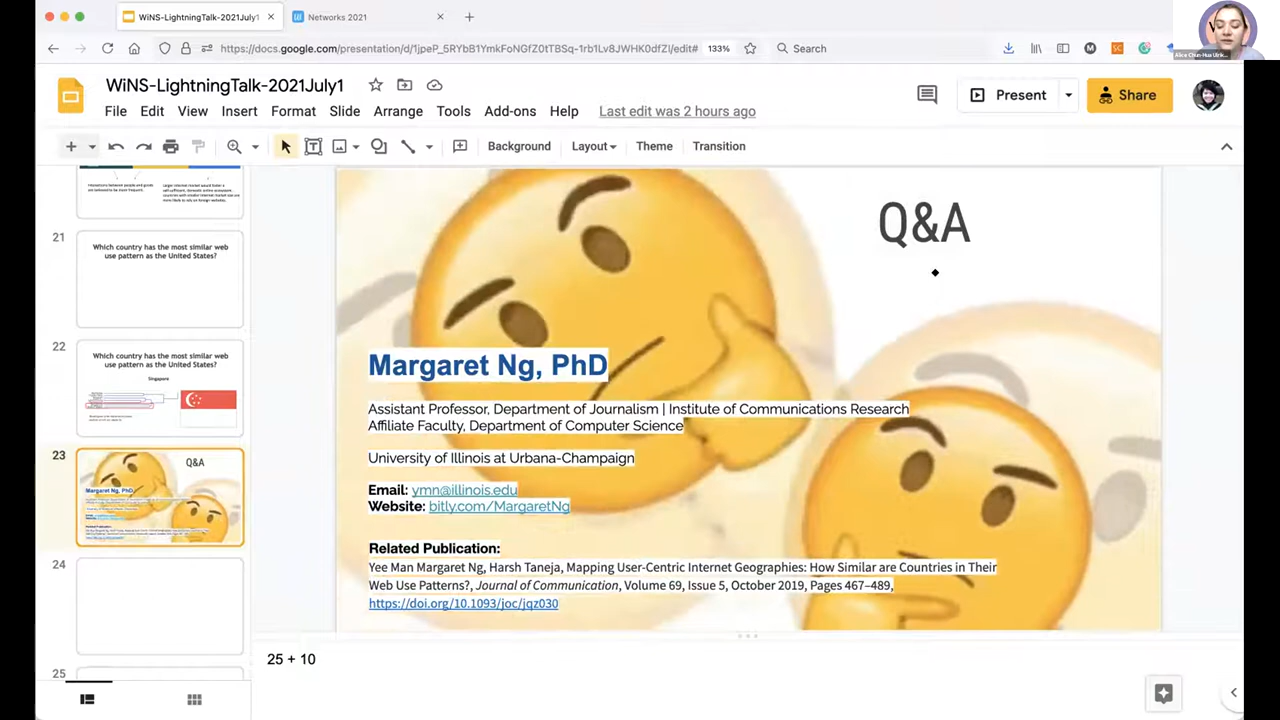 WiNS-LightningTalk-2021July1
Networks 2021
https://docs.google.com/presentation/d/1jpeP_5RYbB1YmkFoNGfZ0tTBSq-1rb1Lv8JWHK0dfZI/edit#
133%
Search
WiNS-LightningTalk-2021July1
File Edit View Insert Format Slide Arrange Tools Addons Help Last edit was 2 hours ago
Present
Share
Background Layout Theme Transition
21
Which country has the most similar web
use pattern as the United States?
22
Which country has the most similar web
use pattern as the United States?
Singapore
23
Q&A
Margaret Ng, PhD
24
25
Q&A
Margaret Ng, PhD
Assistant Professor, Department of Journalism | Institute of Communications Research
Affiliate Faculty, Department of Computer Science
University of Illinois at Urbana-Champaign
Email: ymn@illinois.edu
Website: bitly.com/MargaretNg
Related Publication:
Yee Man Margaret Ng, Harsh Taneja, Mapping User-Centric Internet Geographies: How Similar are Countries in Their
Web Use Patterns?, Journal of Communication, Volume 69, Issue 5, October 2019, Pages 467–489,
https://doi.org/10.1093/joc/jqz030
25 + 10